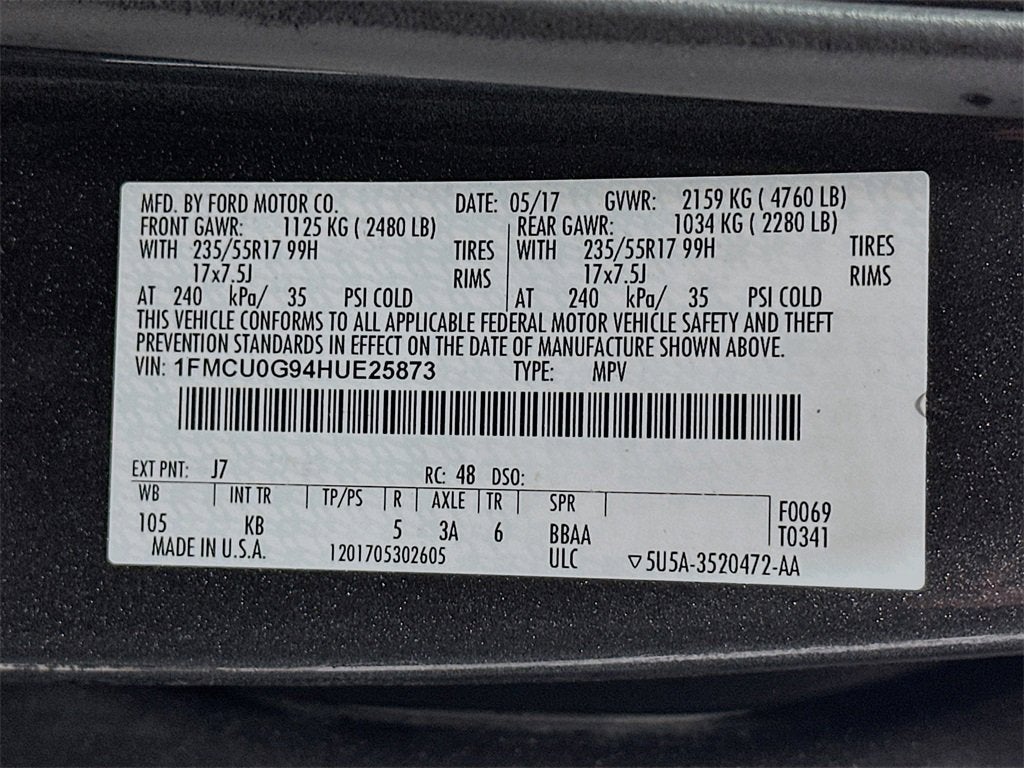 MFD. BY FORD MOTOR CO. DATE: 05/17 GVWR: 2159 KG ( 4760 LB)
FRONT GAWR: 1125 KG ( 2480 LB) REAR GAWR: 1034 KG ( 2280 LB)
WITH 235/55R17 99H TIRES WITH 235/55R17 99H TIRES
17x7.5J RIMS 17x7.5J RIMS
AT 240 kPa/ 35 PSI COLD AT 240 kPa/ 35 PSI COLD
THIS VEHICLE CONFORMS TO ALL APPLICABLE FEDERAL MOTOR VEHICLE SAFETY AND THEFT
PREVENTION STANDARDS IN EFFECT ON THE DATE OF MANUFACTURE SHOWN ABOVE.
VIN: 1FMCU0G94HUE25873 TYPE: MPV
EXT PNT: J7 RC: 48 DSO:
WB INT TR TP/PS R AXLE TR SPR F0069
105 KB 5 3A 6 BBAA T0341
MADE IN U.S.A. 1201705302605 ULC ▽5U5A-3520472-AA